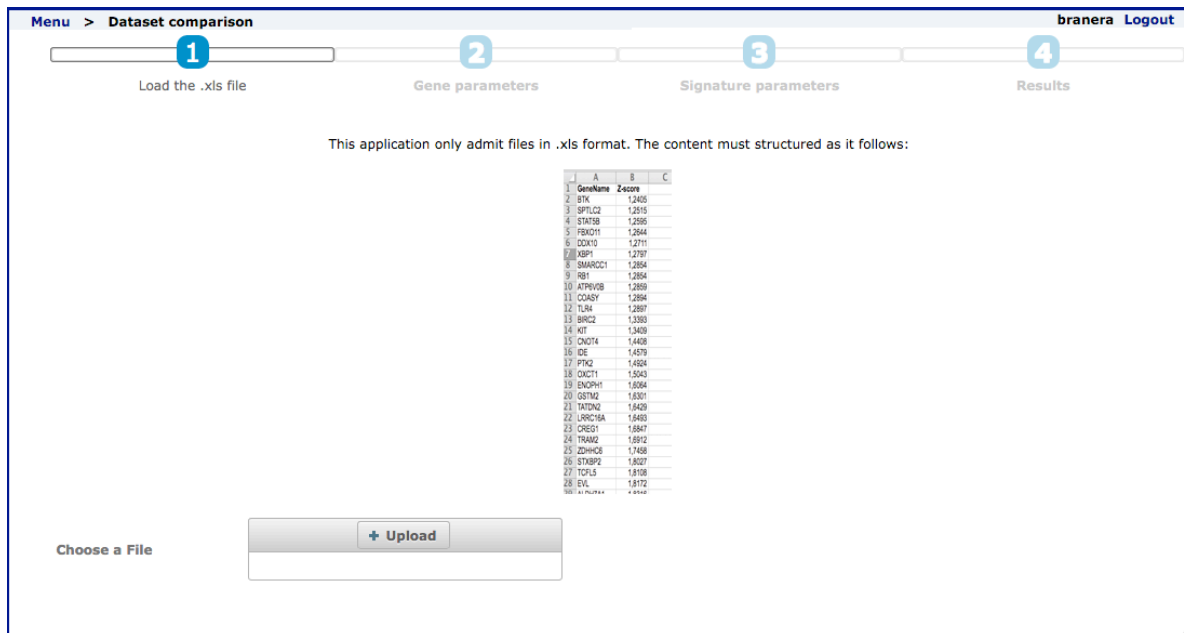 Menu > Dataset comparison branera Logout
1 2 3 4
Load the .xls file Gene parameters Signature parameters Results
This application only admit files in .xls format. The content must structured as it follows:
A B C
1 GeneName Z-score
2 BTK 1,2405
3 SPTLC2 1,2515
4 STAT5B 1,2595
5 FBXO11 1,2644
6 DDX10 1,2711
7 XBP1 1,2797
8 SMARCC1 1,2854
9 RB1 1,2854
10 ATP6V0B 1,2859
11 COASY 1,2894
12 TLR4 1,2897
13 BIRC2 1,3393
14 KIT 1,3409
15 CNOT4 1,4408
16 IDE 1,4579
17 PTK2 1,4924
18 OXCT1 1,5043
19 ENOPH1 1,6064
20 GSTM2 1,6301
21 TATDN2 1,6429
22 LRRC16A 1,6493
23 CREG1 1,6847
24 TRAM2 1,6912
25 ZDHHC6 1,7458
26 STXBP2 1,8027
27 TCFL5 1,8108
28 EVL 1,8172
+ Upload
Choose a File